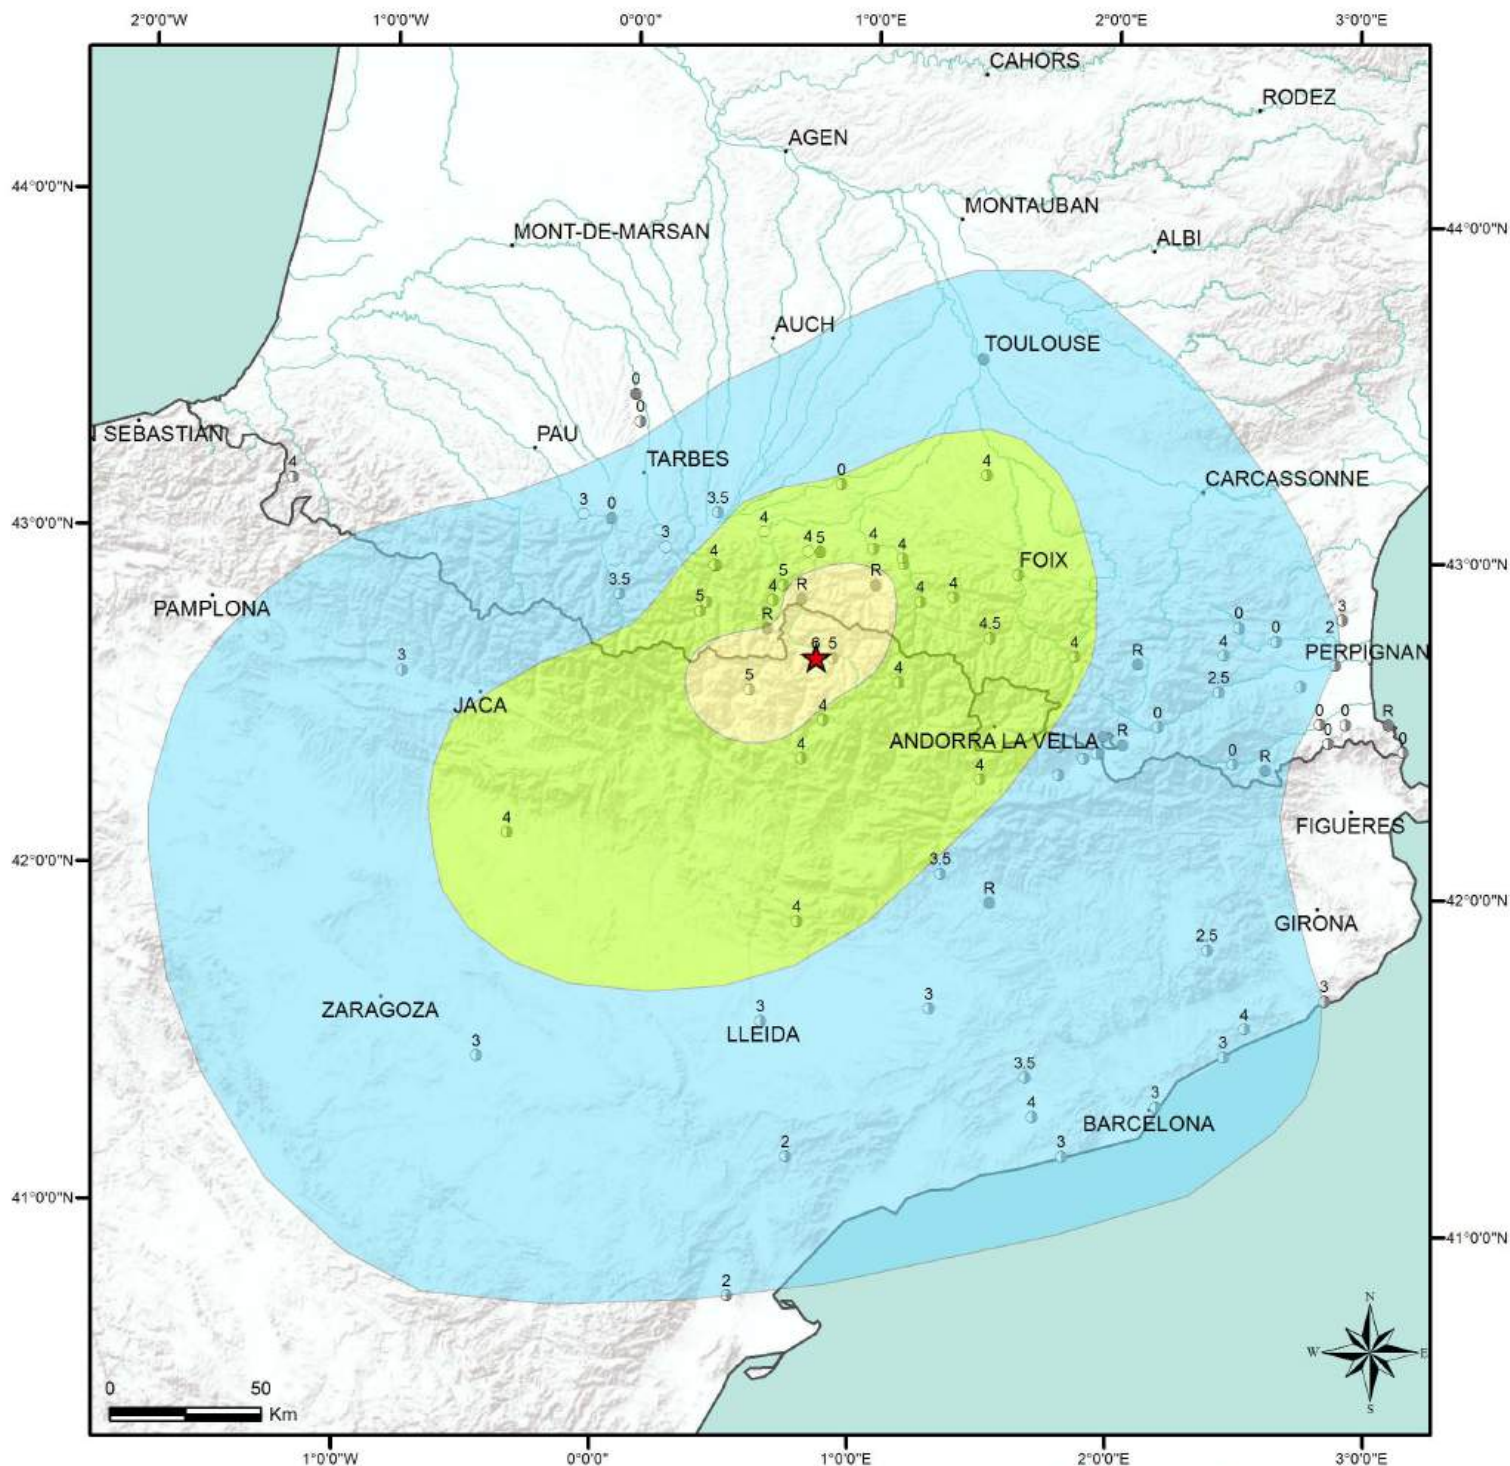 2°0'0"W 1°0'0"W 0°0'0" 1°0'0"E 2°0'0"E 3°0'0"E
CAHORS
RODEZ
AGEN
44°0'0"N
MONTAUBAN
44°0'0"N
MONT-DE-MARSAN
ALBI
AUCH
TOULOUSE
0
0
N SEBASTIAN
PAU
TARBES
4
4
0
CARCASSONNE
3.5
3
0
43°0'0"N
4
3
4 5
4
4
4
FOIX
43°0'0"N
5
R
R
3.5
4
4
PAMPLONA
5
R
4.5
0
0
3
2
3
6 5
4
R
4
PERPIGNAN
5
4
2.5
JACA
4
ANDORRA LA VELLA
R
0
0
0
R
0
0
4
4
0
R
4
FIGUERES
42°0'0"N
3.5
R
42°0'0"N
4
GIRONA
2.5
ZARAGOZA
3
3
3
LLEIDA
4
3
3
3.5
4
3
BARCELONA
2
3
41°0'0"N
41°0'0"N
2
N
W E
S
0 50
Km
1°0'0"W 0°0'0" 1°0'0"E 2°0'0"E 3°0'0"E